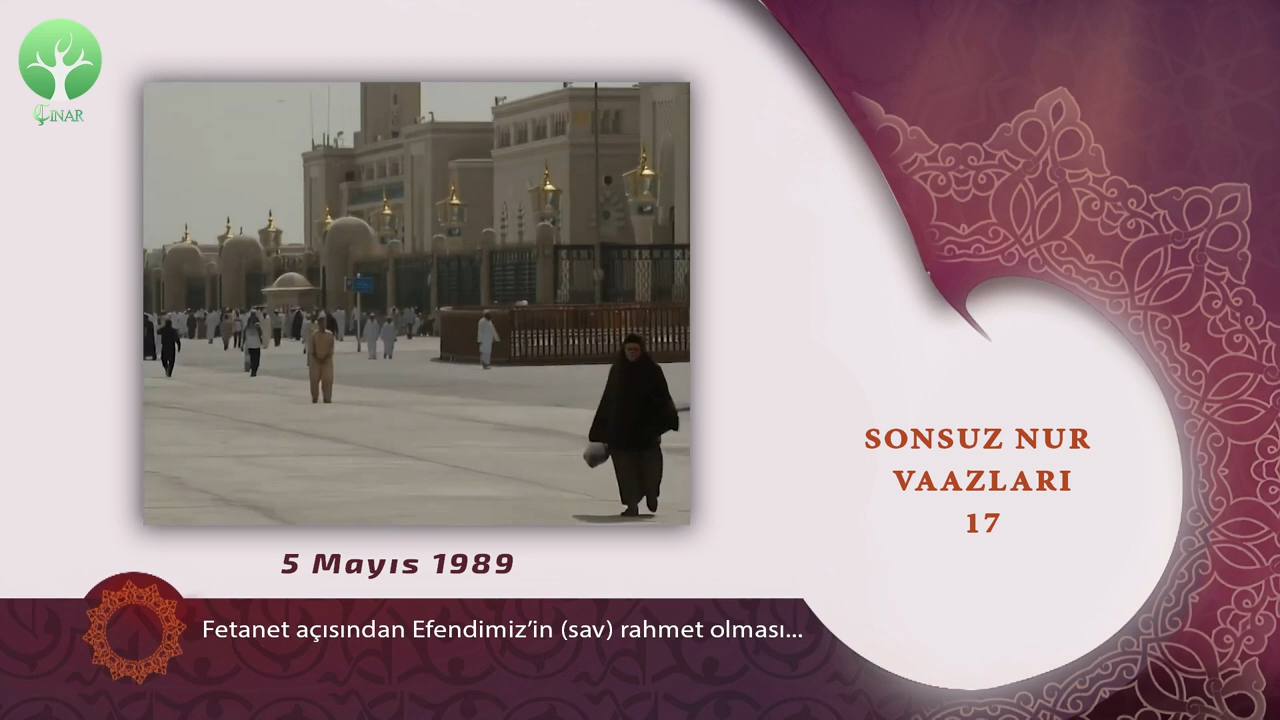 ÇINAR
SONSUZ NUR
VAAZLARI
17
5 Mayıs 1989
Fetanet açısından Efendimiz’in (sav) rahmet olması...